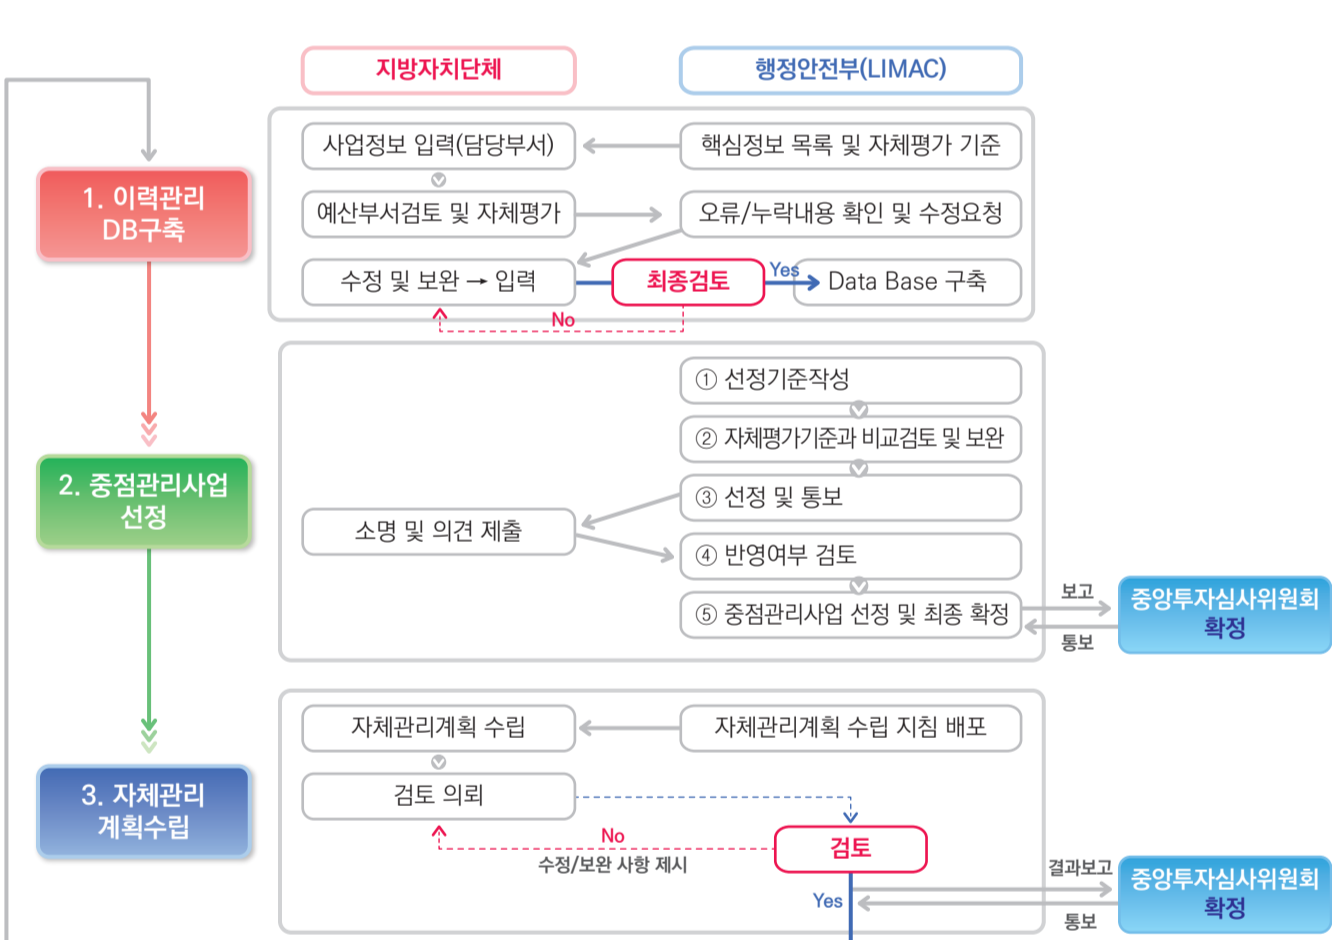 지방자치단체
행정안전부(LIMAC)
1. 이력관리
DB구축
사업정보 입력(담당부서)
핵심정보 목록 및 자체평가 기준
예산부서검토 및 자체평가
오류/누락내용 확인 및 수정요청
수정 및 보완 → 입력
최종검토
Yes
Data Base 구축
No
2. 중점관리사업
선정
① 선정기준작성
② 자체평가기준과 비교검토 및 보완
③ 선정 및 통보
소명 및 의견 제출
④ 반영여부 검토
⑤ 중점관리사업 선정 및 최종 확정
보고
통보
중앙투자심사위원회
확정
3. 자체관리
계획수립
자체관리계획 수립
자체관리계획 수립 지침 배포
검토 의뢰
No
수정/보완 사항 제시
검토
Yes
결과보고
통보
중앙투자심사위원회
확정